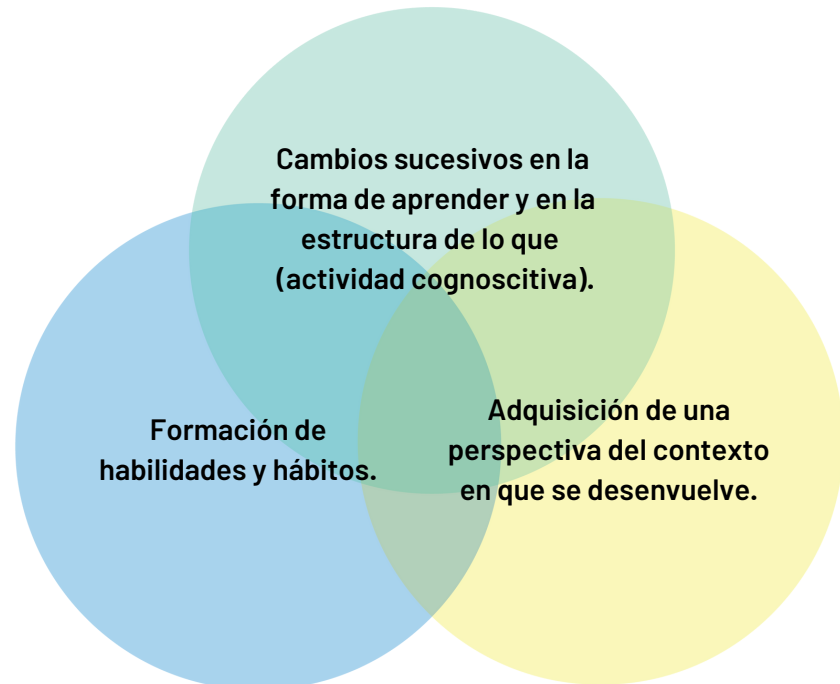 Cambios sucesivos en la
forma de aprender y en la
estructura de lo que
(actividad cognoscitiva).
Formación de
habilidades y hábitos.
Adquisición de una
perspectiva del contexto
en que se desenvuelve.